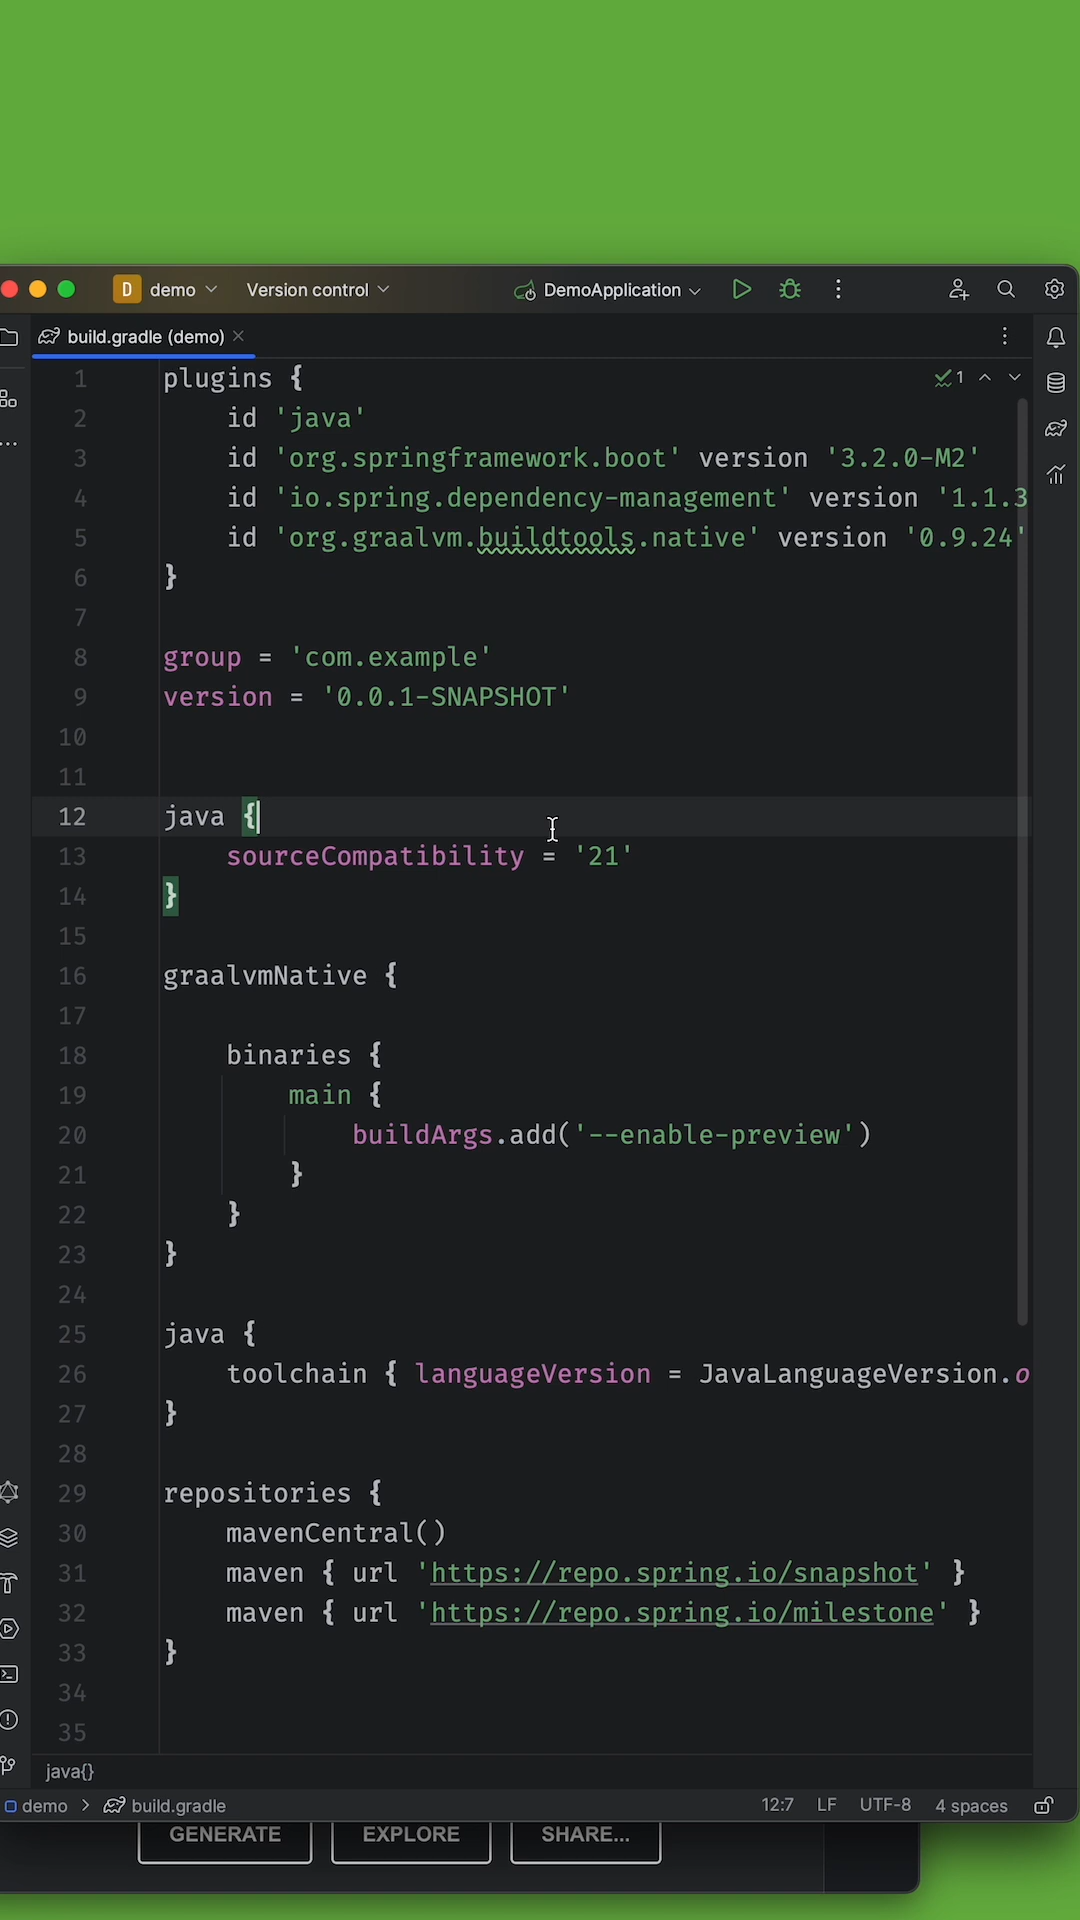 D demo Version control DemoApplication
build.gradle (demo)
1 plugins { 1
2 id 'java'
3 id 'org.springframework.boot' version '3.2.0-M2'
4 id 'io.spring.dependency-management' version '1.1.3
5 id 'org.graalvm.buildtools.native' version '0.9.24'
6 }
7
8 group = 'com.example'
9 version = '0.0.1-SNAPSHOT'
10
11
12 java {
13 sourceCompatibility = '21'
14 }
15
16 graalvmNative {
17
18 binaries {
19 main {
20 buildArgs.add('--enable-preview')
21 }
22 }
23 }
24
25 java {
26 toolchain { languageVersion = JavaLanguageVersion.o
27 }
28
29 repositories {
30 mavenCentral()
31 maven { url 'https://repo.spring.io/snapshot' }
32 maven { url 'https://repo.spring.io/milestone' }
33 }
34
35
java{}
demo > build.gradle 12:7 LF UTF-8 4 spaces
GENERATE EXPLORE SHARE...